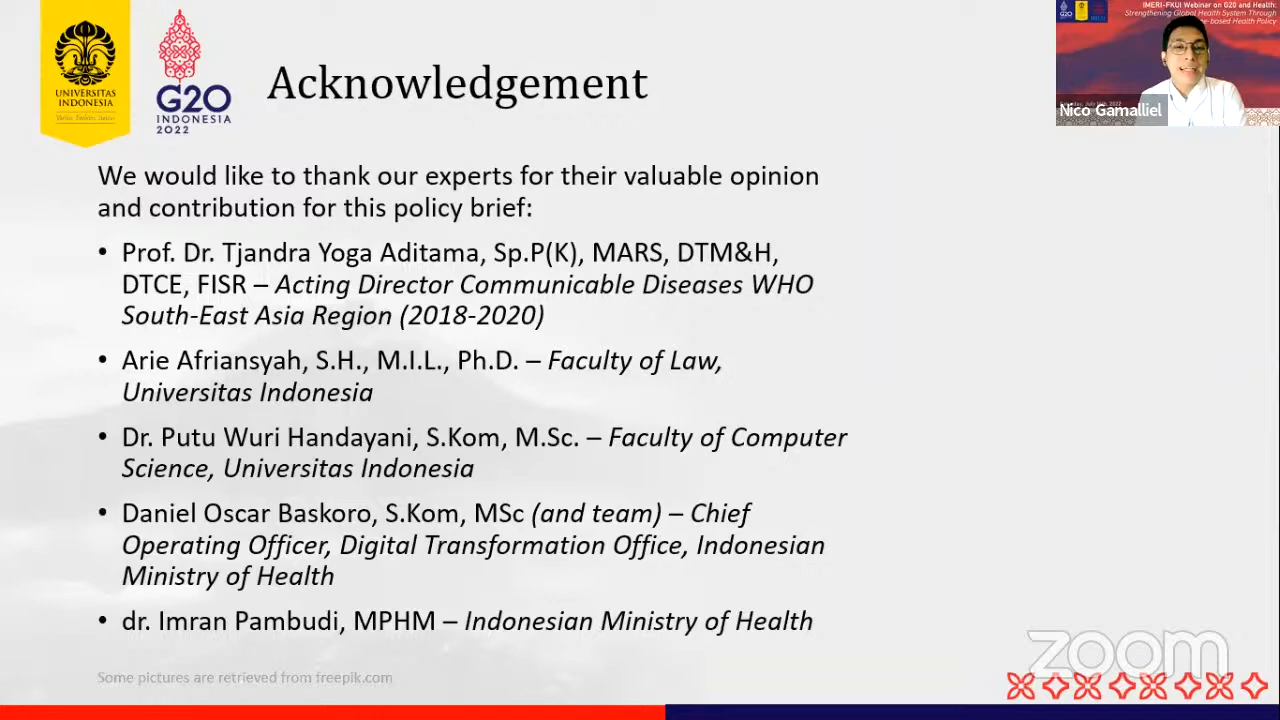 UNIVERSITAS
INDONESIA
G20
INDONESIA
2022
Acknowledgement
IMERI-FKUI Webinar on G20 and Health:
Strengthening Global Health System Through
-based Health Policy
Nico Gamalliel
We would like to thank our experts for their valuable opinion
and contribution for this policy brief:
• Prof. Dr. Tjandra Yoga Aditama, Sp.P(K), MARS, DTM&H,
DTCE, FISR – Acting Director Communicable Diseases WHO
South-East Asia Region (2018-2020)
• Arie Afriansyah, S.H., M.I.L., Ph.D. – Faculty of Law,
Universitas Indonesia
• Dr. Putu Wuri Handayani, S.Kom, M.Sc. – Faculty of Computer
Science, Universitas Indonesia
• Daniel Oscar Baskoro, S.Kom, MSc (and team) – Chief
Operating Officer, Digital Transformation Office, Indonesian
Ministry of Health
• dr. Imran Pambudi, MPHM – Indonesian Ministry of Health
Some pictures are retrieved from freepik.com
zoom